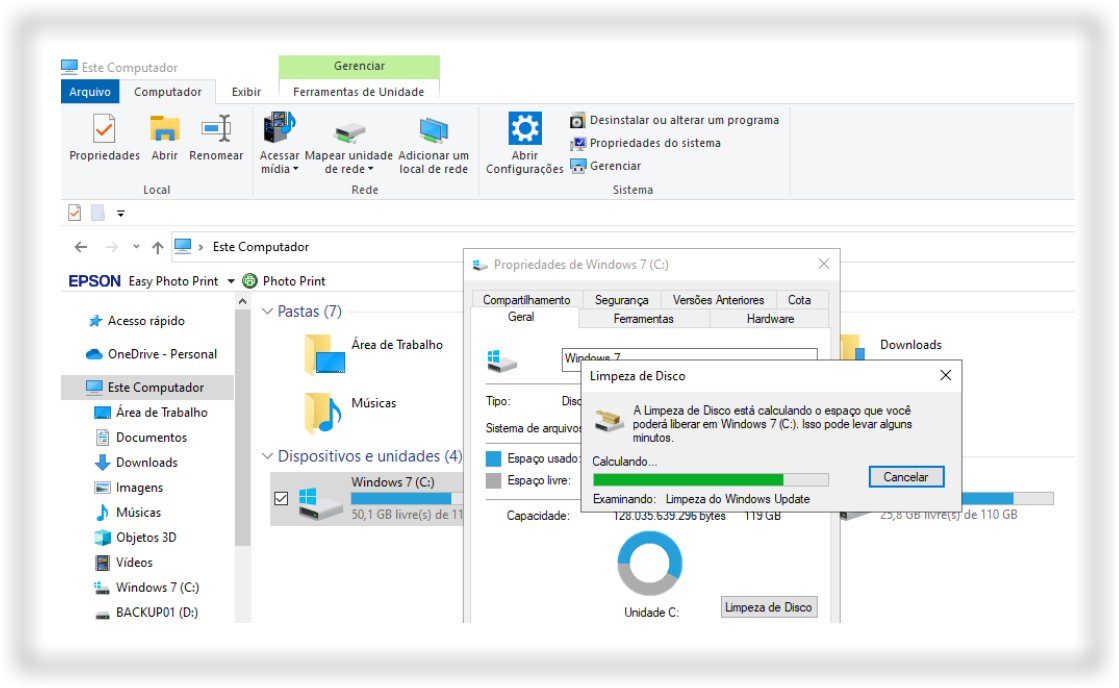 Este Computador
Gerenciar
Arquivo Computador Exibir Ferramentas de Unidade
Propriedades Abrir Renomear
Local
Acessar mídia
Mapear unidade de rede
Adicionar um local de rede
Rede
Abrir Configurações
Desinstalar ou alterar um programa
Propriedades do sistema
Gerenciar
Sistema
Este Computador
EPSON Easy Photo Print Photo Print
Acesso rápido
OneDrive - Personal
Este Computador
Área de Trabalho
Documentos
Downloads
Imagens
Músicas
Objetos 3D
Vídeos
Windows 7 (C:)
BACKUP01 (D:)
Pastas (7)
Área de Trabalho
Músicas
Downloads
Dispositivos e unidades (4)
Windows 7 (C:)
50,1 GB livre(s) de 11
25,8 GB livre(s) de 110 GB
Propriedades de Windows 7 (C:)
Compartilhamento Segurança Versões Anteriores Cota
Geral Ferramentas Hardware
Windows 7
Tipo: Disc
Sistema de arquivos
Espaço usado:
Espaço livre:
Capacidade: 128.035.639.296 bytes 119 GB
Unidade C:
Limpeza de Disco
Limpeza de Disco
A Limpeza de Disco está calculando o espaço que você
poderá liberar em Windows 7 (C:). Isso pode levar alguns
minutos.
Calculando...
Cancelar
Examinando: Limpeza do Windows Update